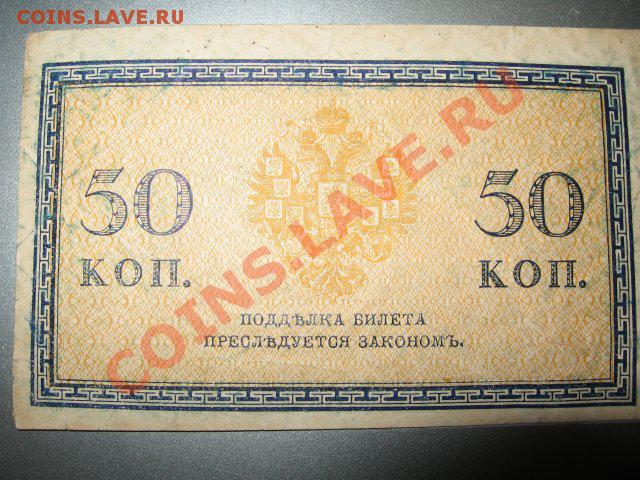 COINS.LAVE.RU
50 50
КОП. КОП.
COINS.LAVE.RU
ПОДДѢЛКА БИЛЕТА
ПРЕСЛѢДУЕТСЯ ЗАКОНОМЪ.